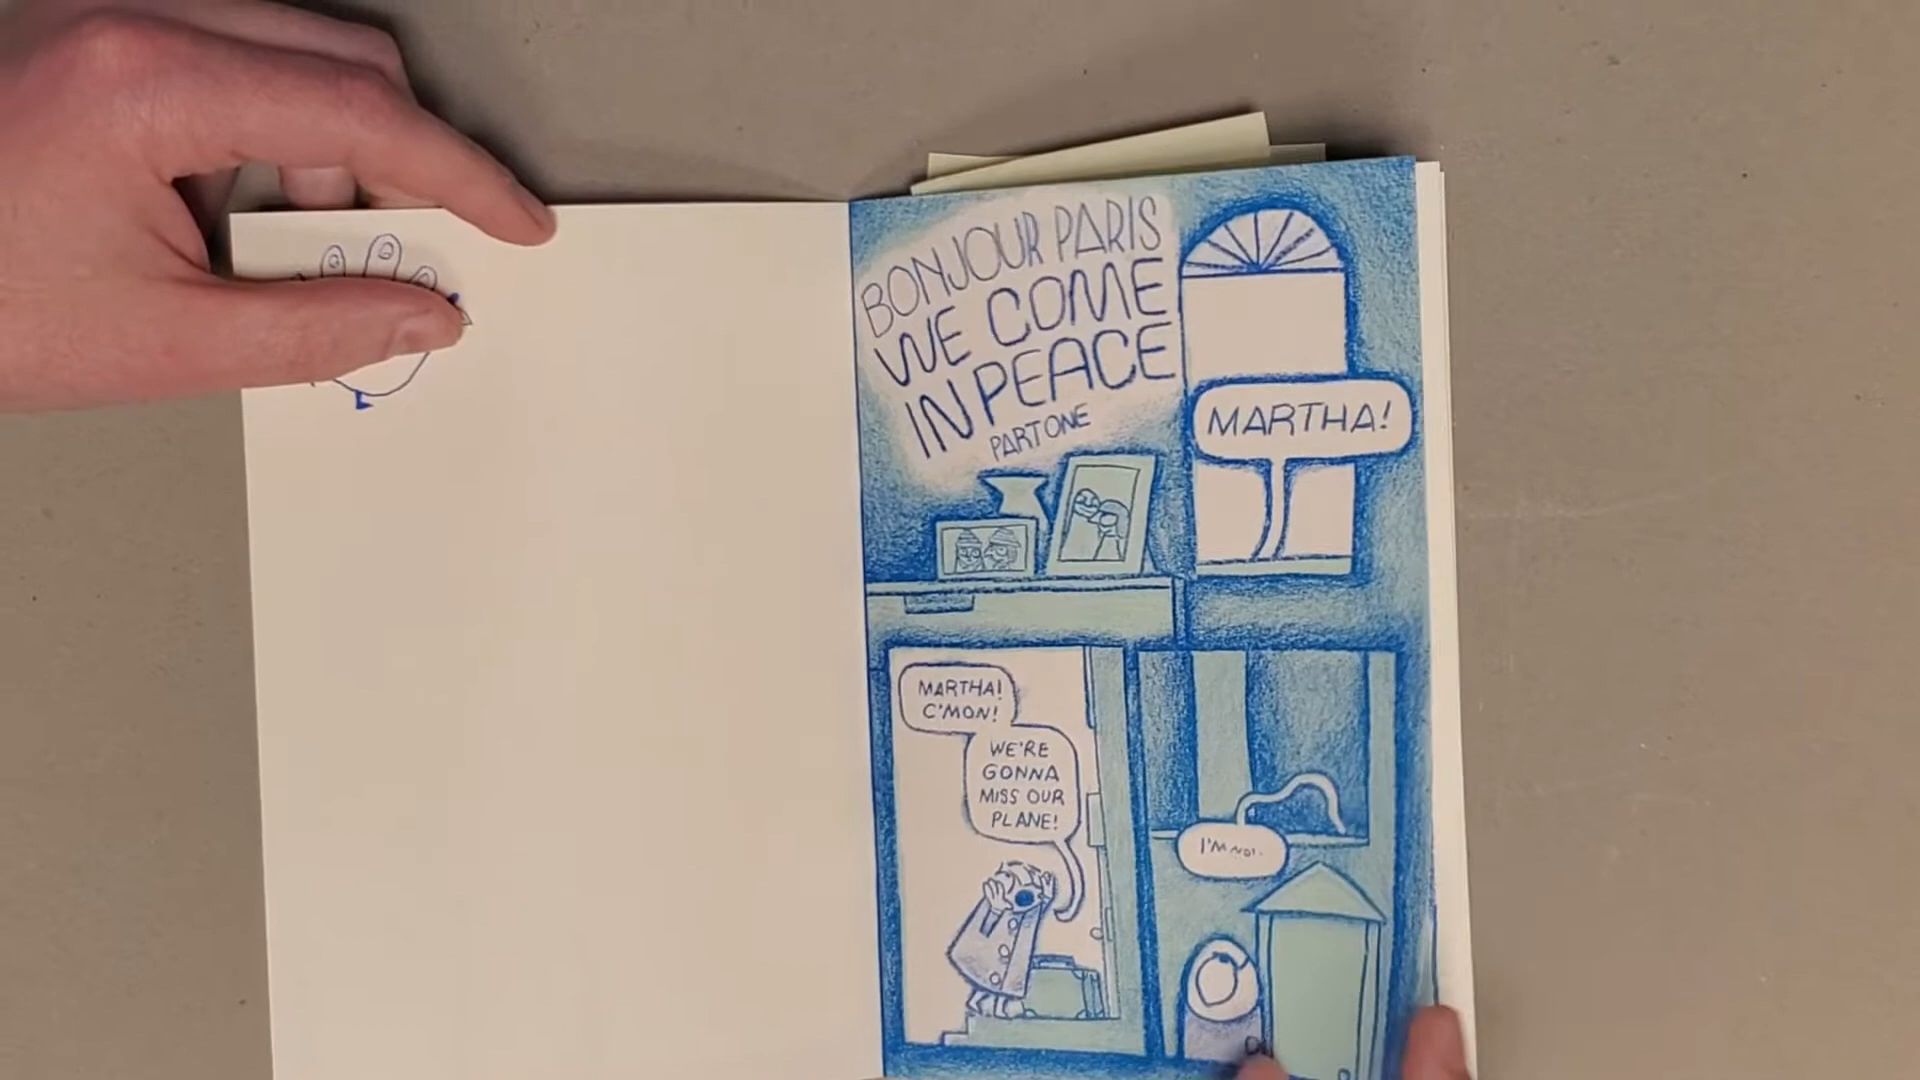 BONJOUR PARIS
WE COME
IN PEACE
PART ONE
MARTHA!
MARTHA!
C'MON!
WE'RE
GONNA
MISS OUR
PLANE!
I'M